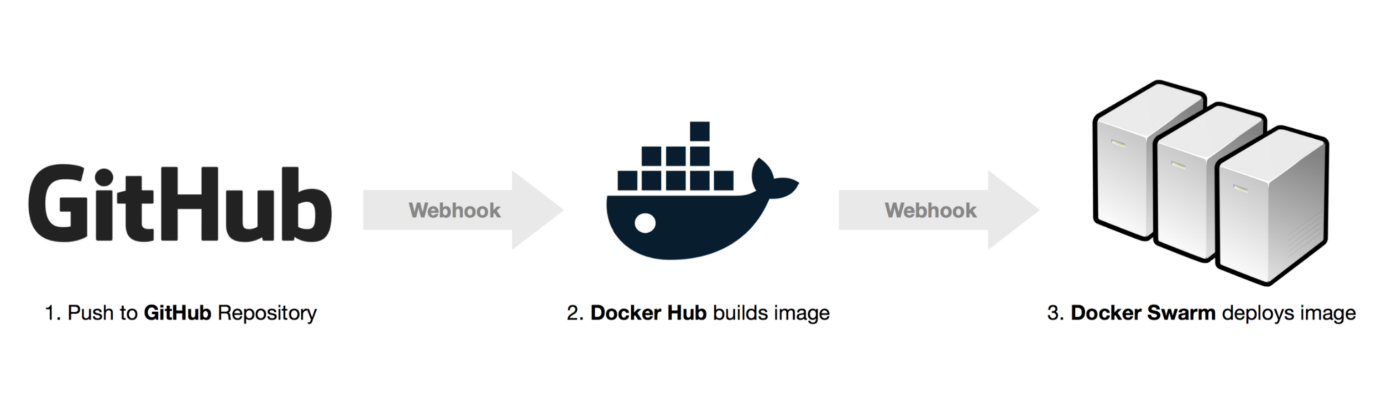 GitHub
Webhook
Webhook
1. Push to GitHub Repository
2. Docker Hub builds image
3. Docker Swarm deploys image